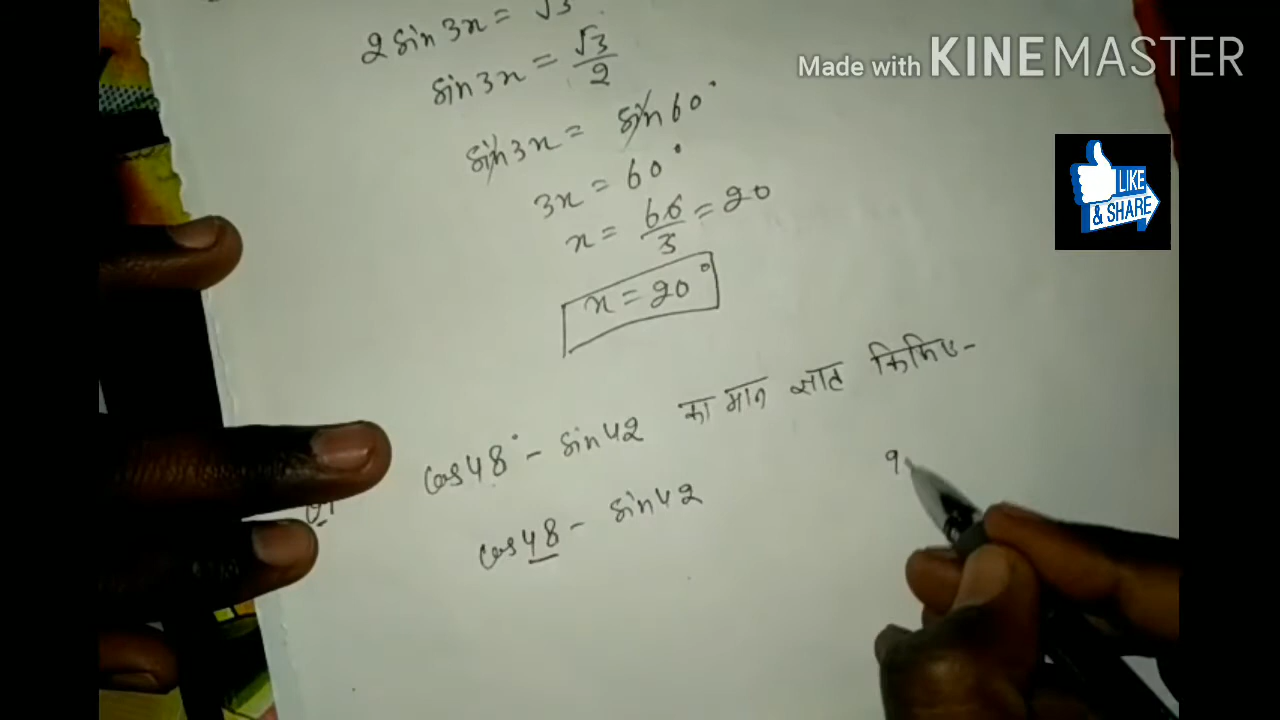 2 sin 3x = √3
Made with KINEMASTER
sin 3x = √3/2
sin 3x = sin 60°
3x = 60°
x = 60/3 = 20
x = 20°
LIKE
& SHARE
cos 48° - sin 42 का मान ज्ञात किजिए-
cos 48 - sin 42
9